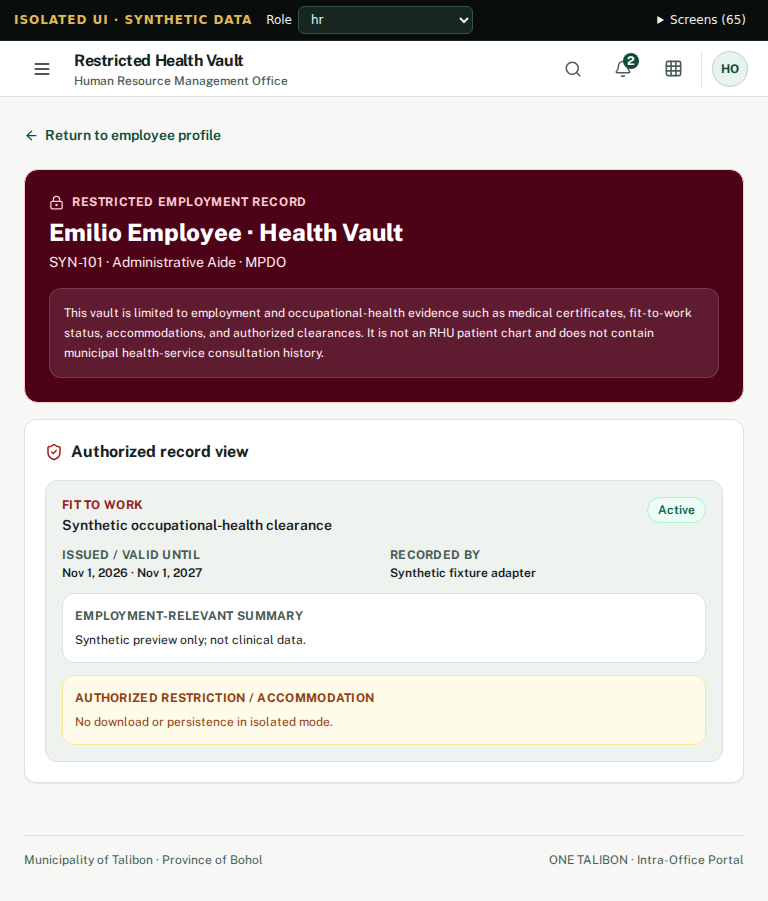 ISOLATED UI · SYNTHETIC DATA Role hr Screens (65)
Restricted Health Vault
Human Resource Management Office
2
HO
Return to employee profile
RESTRICTED EMPLOYMENT RECORD
Emilio Employee · Health Vault
SYN-101 · Administrative Aide · MPDO
This vault is limited to employment and occupational-health evidence such as medical certificates, fit-to-work
status, accommodations, and authorized clearances. It is not an RHU patient chart and does not contain
municipal health-service consultation history.
Authorized record view
FIT TO WORK
Active
Synthetic occupational-health clearance
ISSUED / VALID UNTIL
Nov 1, 2026 · Nov 1, 2027
RECORDED BY
Synthetic fixture adapter
EMPLOYMENT-RELEVANT SUMMARY
Synthetic preview only; not clinical data.
AUTHORIZED RESTRICTION / ACCOMMODATION
No download or persistence in isolated mode.
Municipality of Talibon · Province of Bohol
ONE TALIBON · Intra-Office Portal